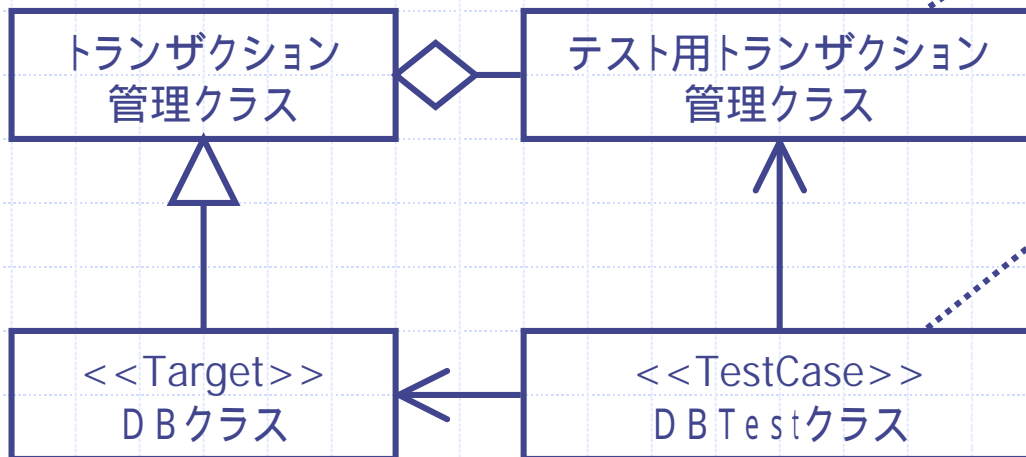 トランザクション
管理クラス
テスト用トランザクション
管理クラス
<<Target>>
DBクラス
<<TestCase>>
DBTestクラス